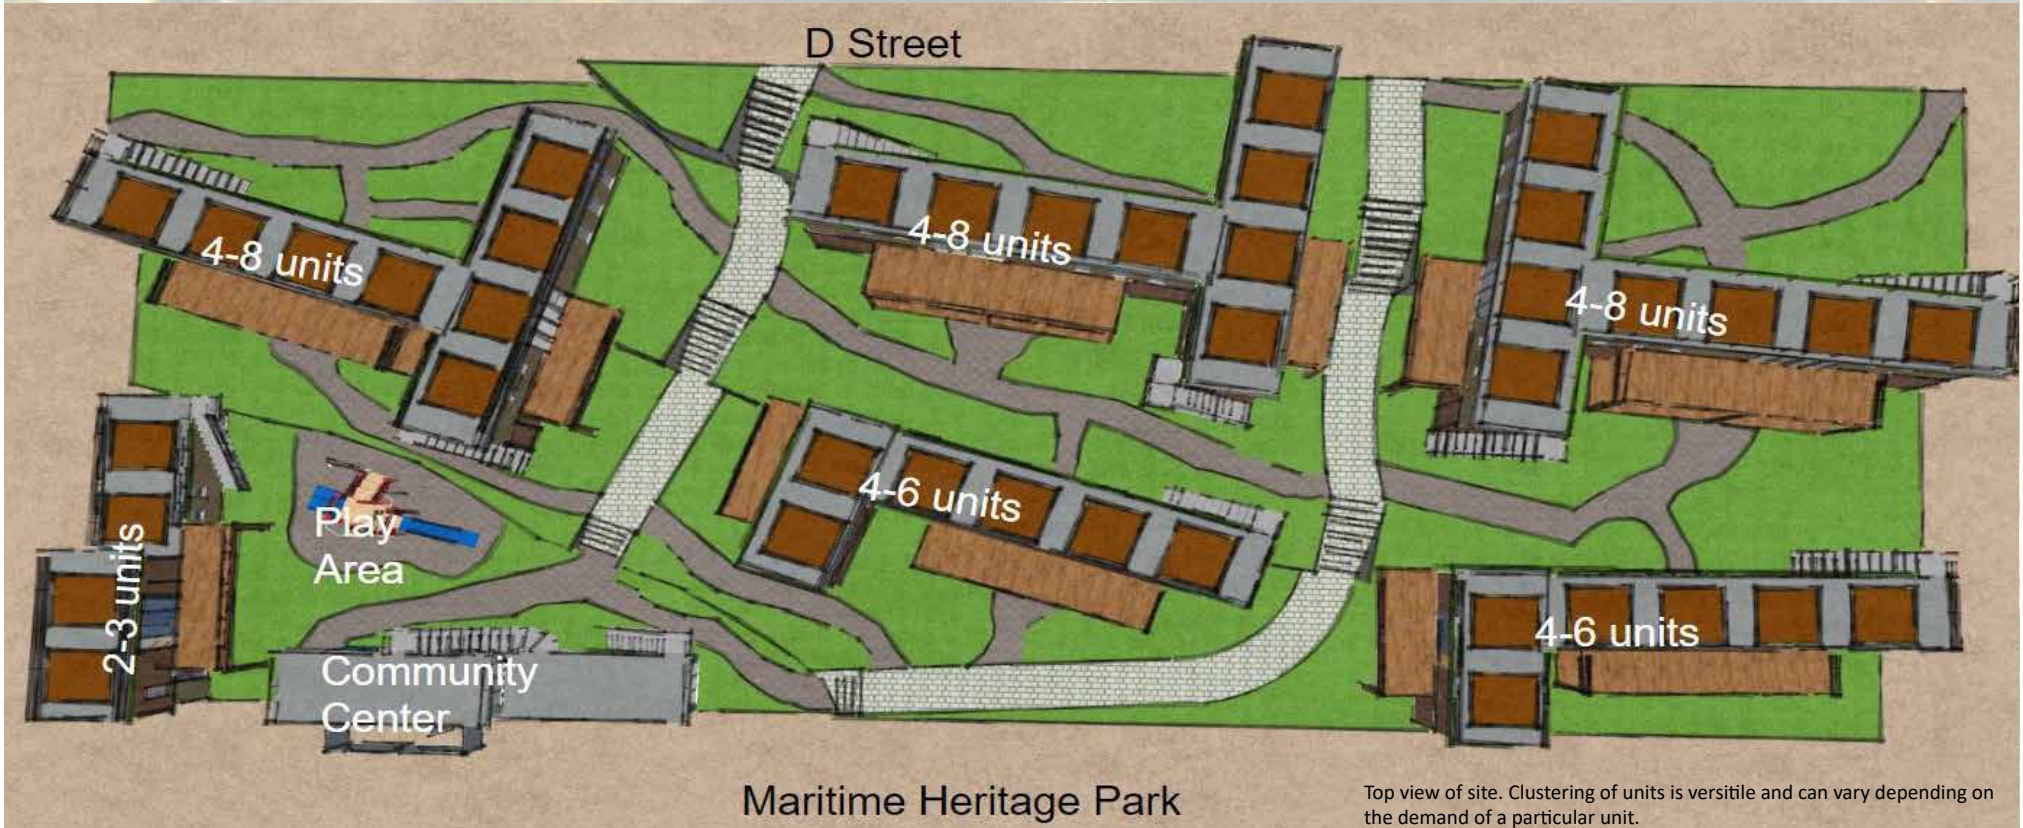 D Street
4-8 units
4-8 units
4-8 units
4-6 units
Play
Area
2-3 units
4-6 units
Community
Center
Maritime Heritage Park
Top view of site. Clustering of units is versitile and can vary depending on
the demand of a particular unit.